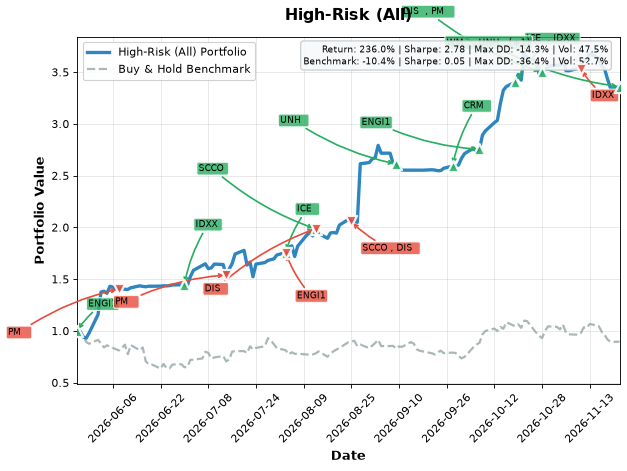 High-Risk (All)
DIS , PM
ICE , IDXX
High-Risk (All) Portfolio
Buy & Hold Benchmark
Return: 236.0% | Sharpe: 2.78 | Max DD: -14.3% | Vol: 47.5%
Benchmark: -10.4% | Sharpe: 0.05 | Max DD: -36.4% | Vol: 52.7%
IDXX
CRM
UNH
ENGI1
SCCO
ICE
IDXX
SCCO , DIS
DIS
ENGI1
ENGI1
PM
PM
Portfolio Value
3.5
3.0
2.5
2.0
1.5
1.0
0.5
2026-06-06
2026-06-22
2026-07-08
2026-07-24
2026-08-09
2026-08-25
2026-09-10
2026-09-26
2026-10-12
2026-10-28
2026-11-13
Date